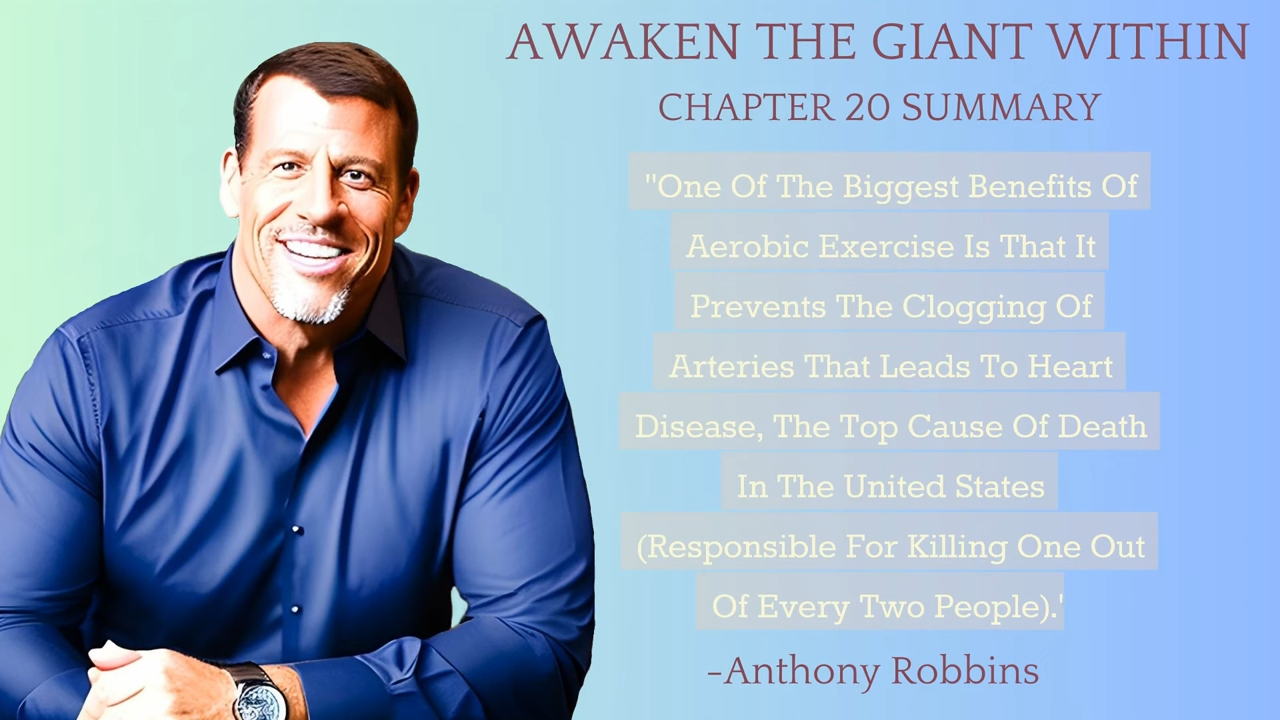 AWAKEN THE GIANT WITHIN
CHAPTER 20 SUMMARY
"One Of The Biggest Benefits Of
Aerobic Exercise Is That It
Prevents The Clogging Of
Arteries That Leads To Heart
Disease, The Top Cause Of Death
In The United States
(Responsible For Killing One Out
Of Every Two People).'
-Anthony Robbins